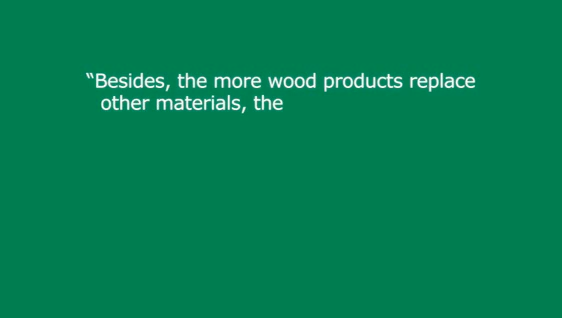 “Besides, the more wood products replace
other materials, the